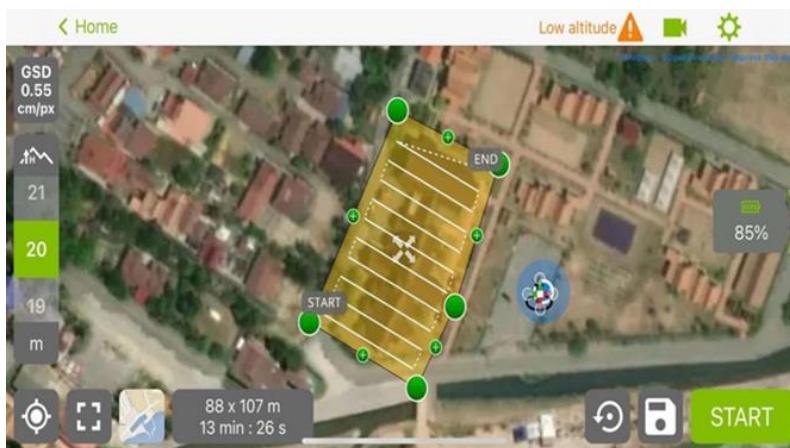 Home
Low altitude
GSD
0.55
cm/px
21
20
19
m
END
START
85%
88 x 107 m
13 min : 26 s
START